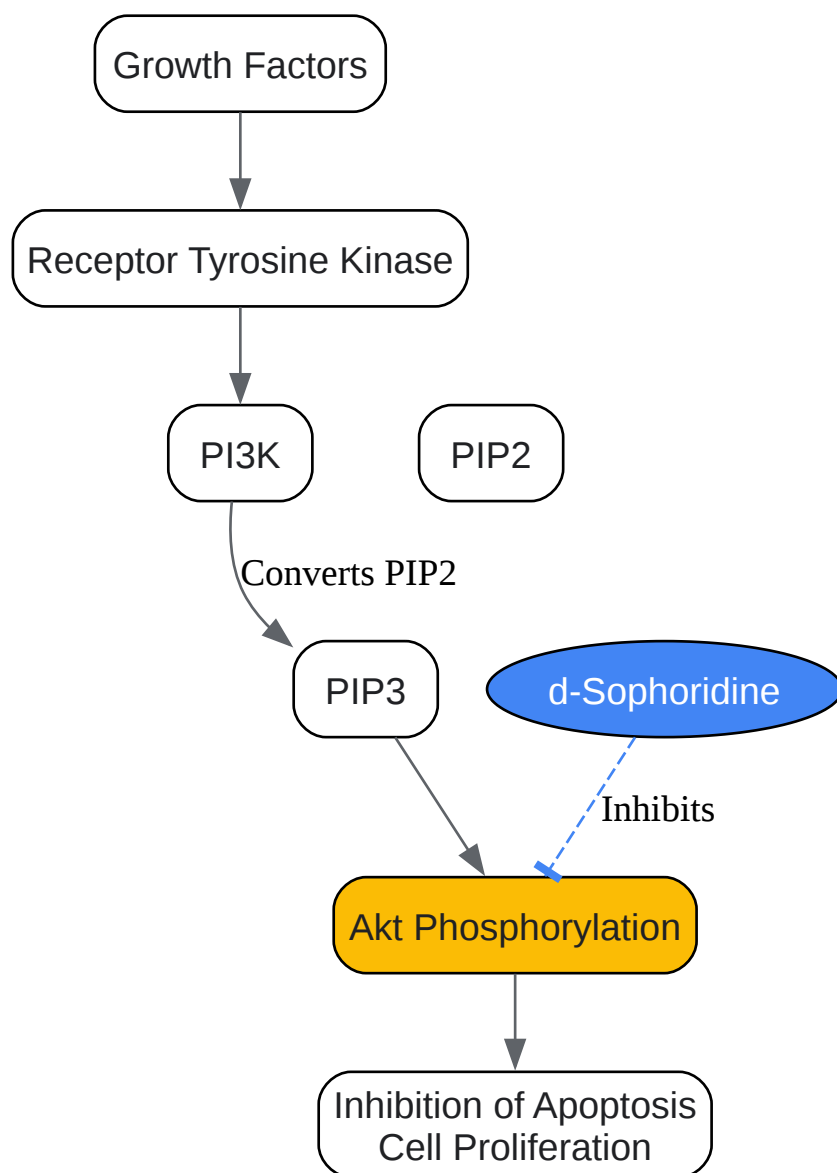 Growth Factors
Receptor Tyrosine Kinase
PI3K
PIP2
Converts PIP2
PIP3
d-Sophoridine
Inhibits
Akt Phosphorylation
Inhibition of Apoptosis
Cell Proliferation